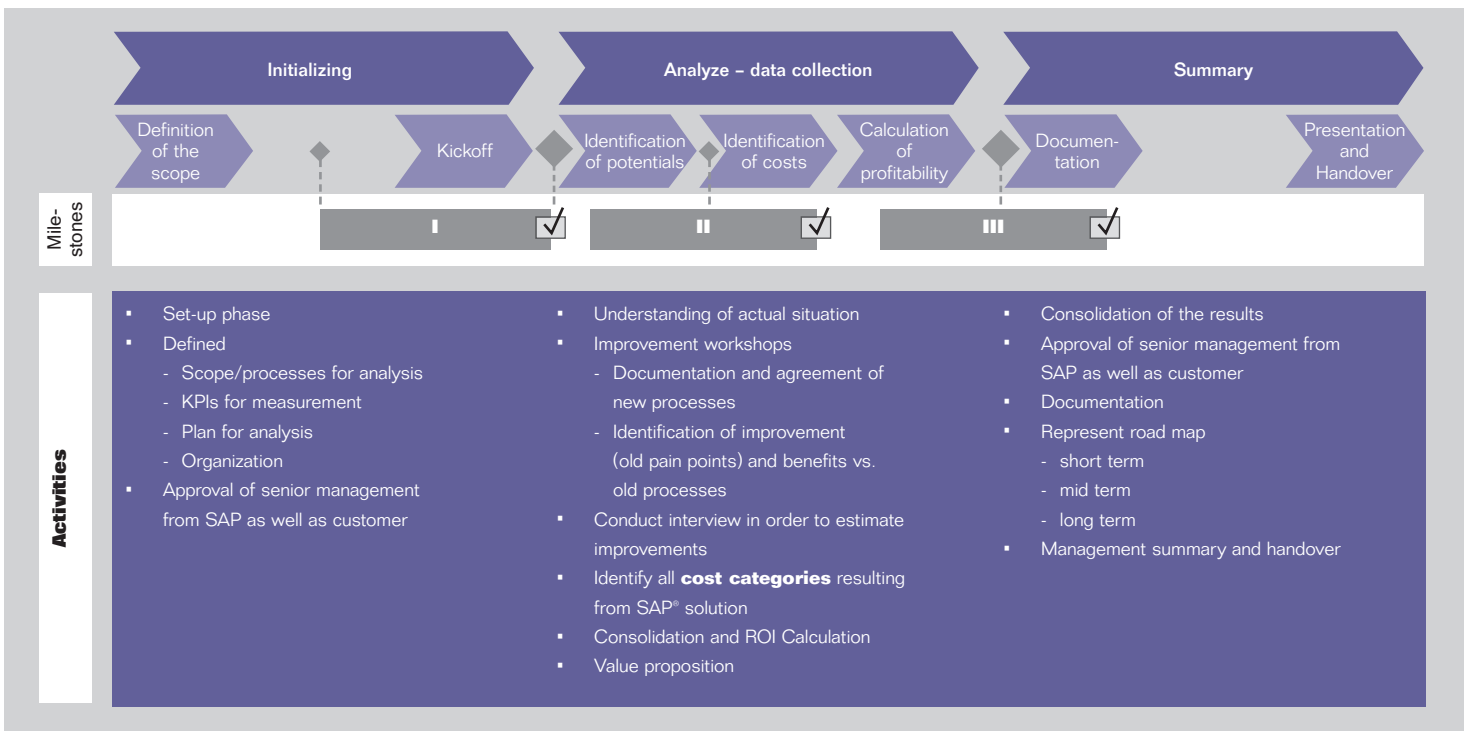 Initializing
Analyze – data collection
Summary
Definition
of the
scope
Kickoff
Identification
of potentials
Identification
of costs
Calculation
of
profitability
Documen-
tation
Presentation
and
Handover
Mile-
stones
I
II
III
Activities
▪ Set-up phase
▪ Defined
- Scope/processes for analysis
- KPIs for measurement
- Plan for analysis
- Organization
▪ Approval of senior management
from SAP as well as customer
▪ Understanding of actual situation
▪ Improvement workshops
- Documentation and agreement of
new processes
- Identification of improvement
(old pain points) and benefits vs.
old processes
▪ Conduct interview in order to estimate
improvements
▪ Identify all cost categories resulting
from SAP® solution
▪ Consolidation and ROI Calculation
▪ Value proposition
▪ Consolidation of the results
▪ Approval of senior management from
SAP as well as customer
▪ Documentation
▪ Represent road map
- short term
- mid term
- long term
▪ Management summary and handover